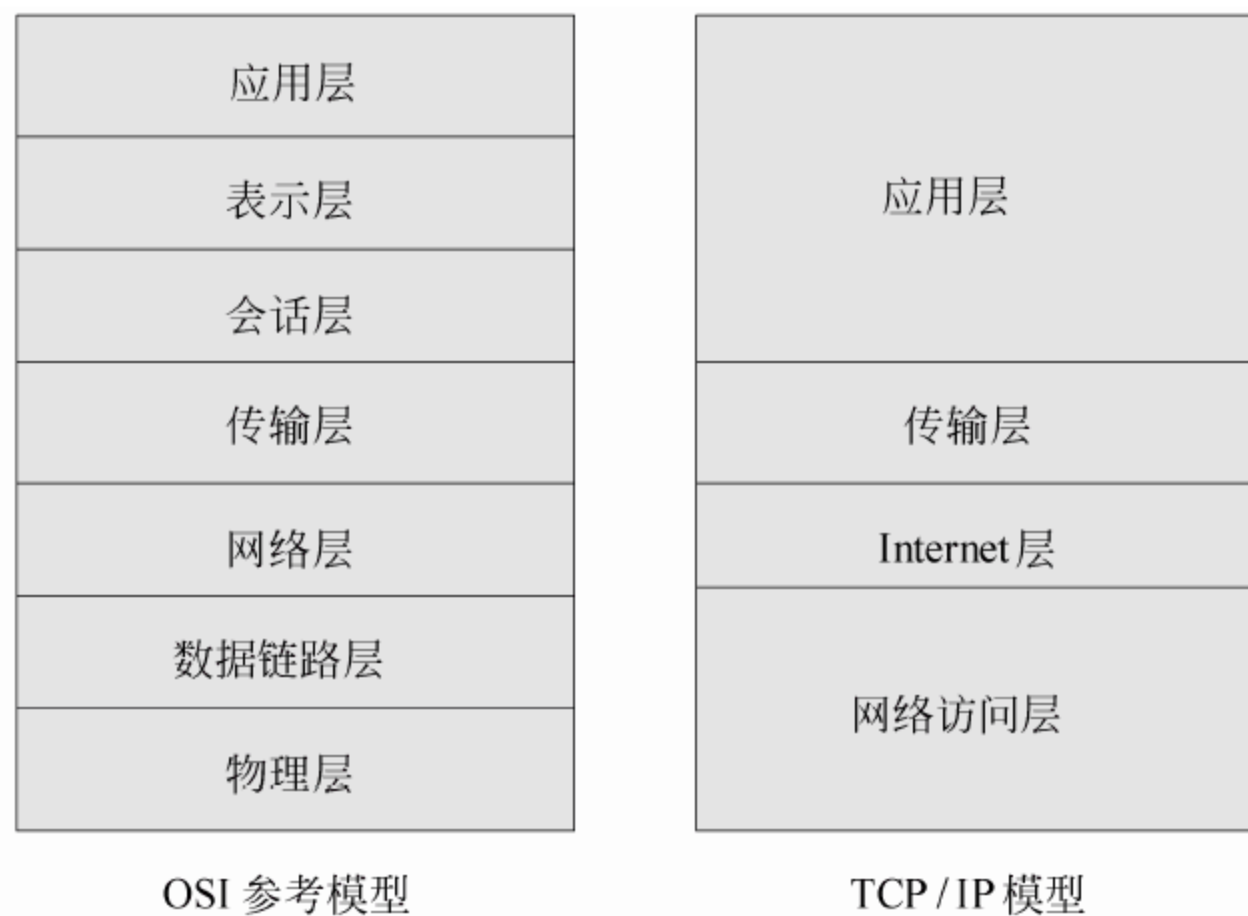 应用层
表示层
会话层
传输层
网络层
数据链路层
物理层
OSI 参考模型
应用层
传输层
Internet层
网络访问层
TCP / IP 模型